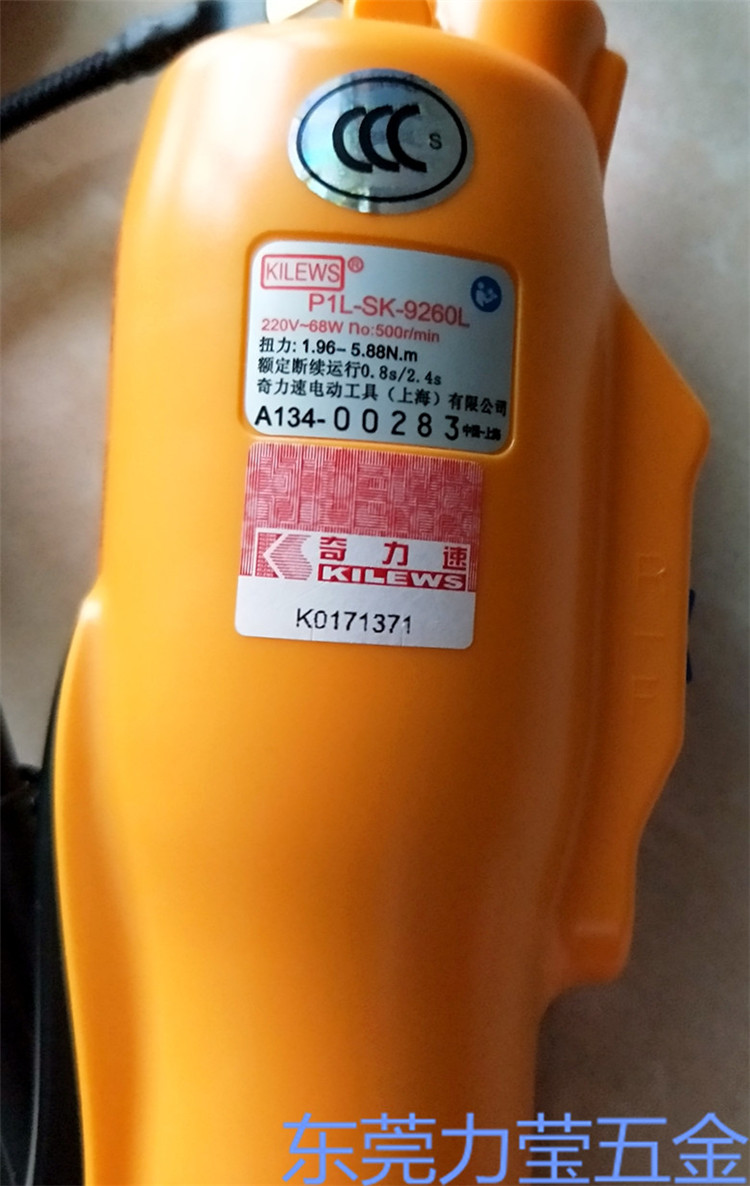 CCC S
KILEWS®
P1L-SK-9260L
220V~68W no:500r/min
扭力: 1.96-5.88N.m
额定断续运行0.8s/2.4s
奇力速电动工具（上海）有限公司
A134-00283 中国-上海
奇力速
KILEWS
K0171371
东莞力莹五金